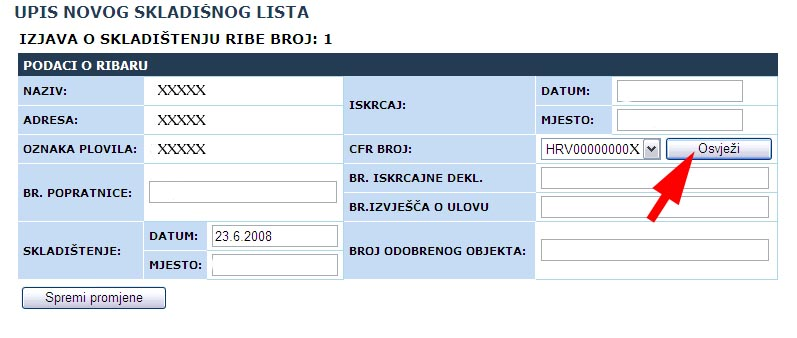 UPIS NOVOG SKLADIŠNOG LISTA
IZJAVA O SKLADIŠTENJU RIBE BROJ: 1
PODACI O RIBARU
NAZIV: XXXXX
ISKRCAJ: DATUM:
ADRESA: XXXXX
MJESTO:
OZNAKA PLOVILA: XXXXX
CFR BROJ: HRV00000000X Osvježi
BR. POPRATNICE:
BR. ISKRCAJNE DEKL.
BR.IZVJEŠČA O ULOVU
SKLADIŠTENJE: DATUM: 23.6.2008
MJESTO:
BROJ ODOBRENOG OBJEKTA:
Spremi promjene